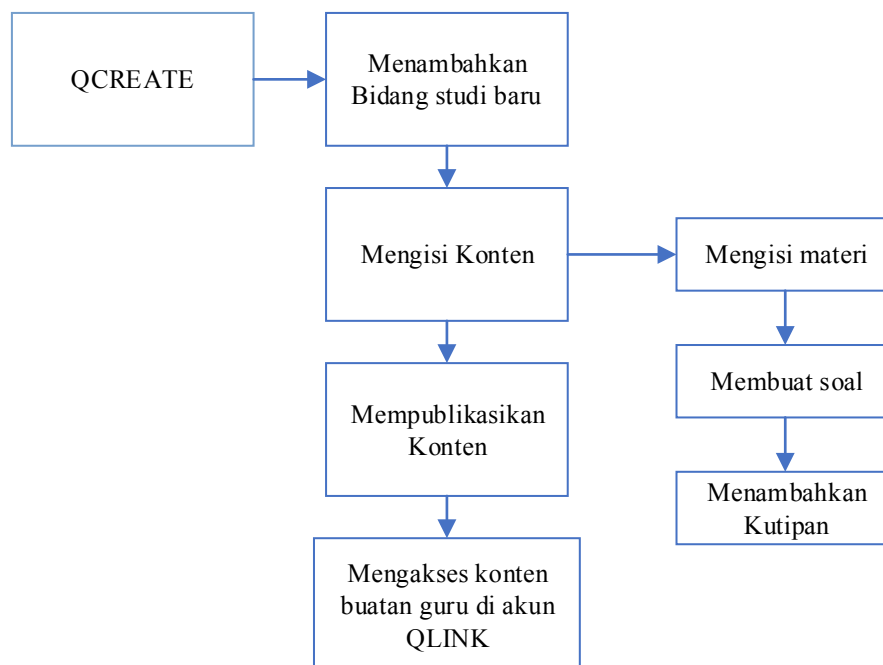 QCREATE
Menambahkan
Bidang studi baru
Mengisi Konten
Mengisi materi
Membuat soal
Mempublikasikan
Konten
Menambahkan
Kutipan
Mengakses konten
buatan guru di akun
QLINK